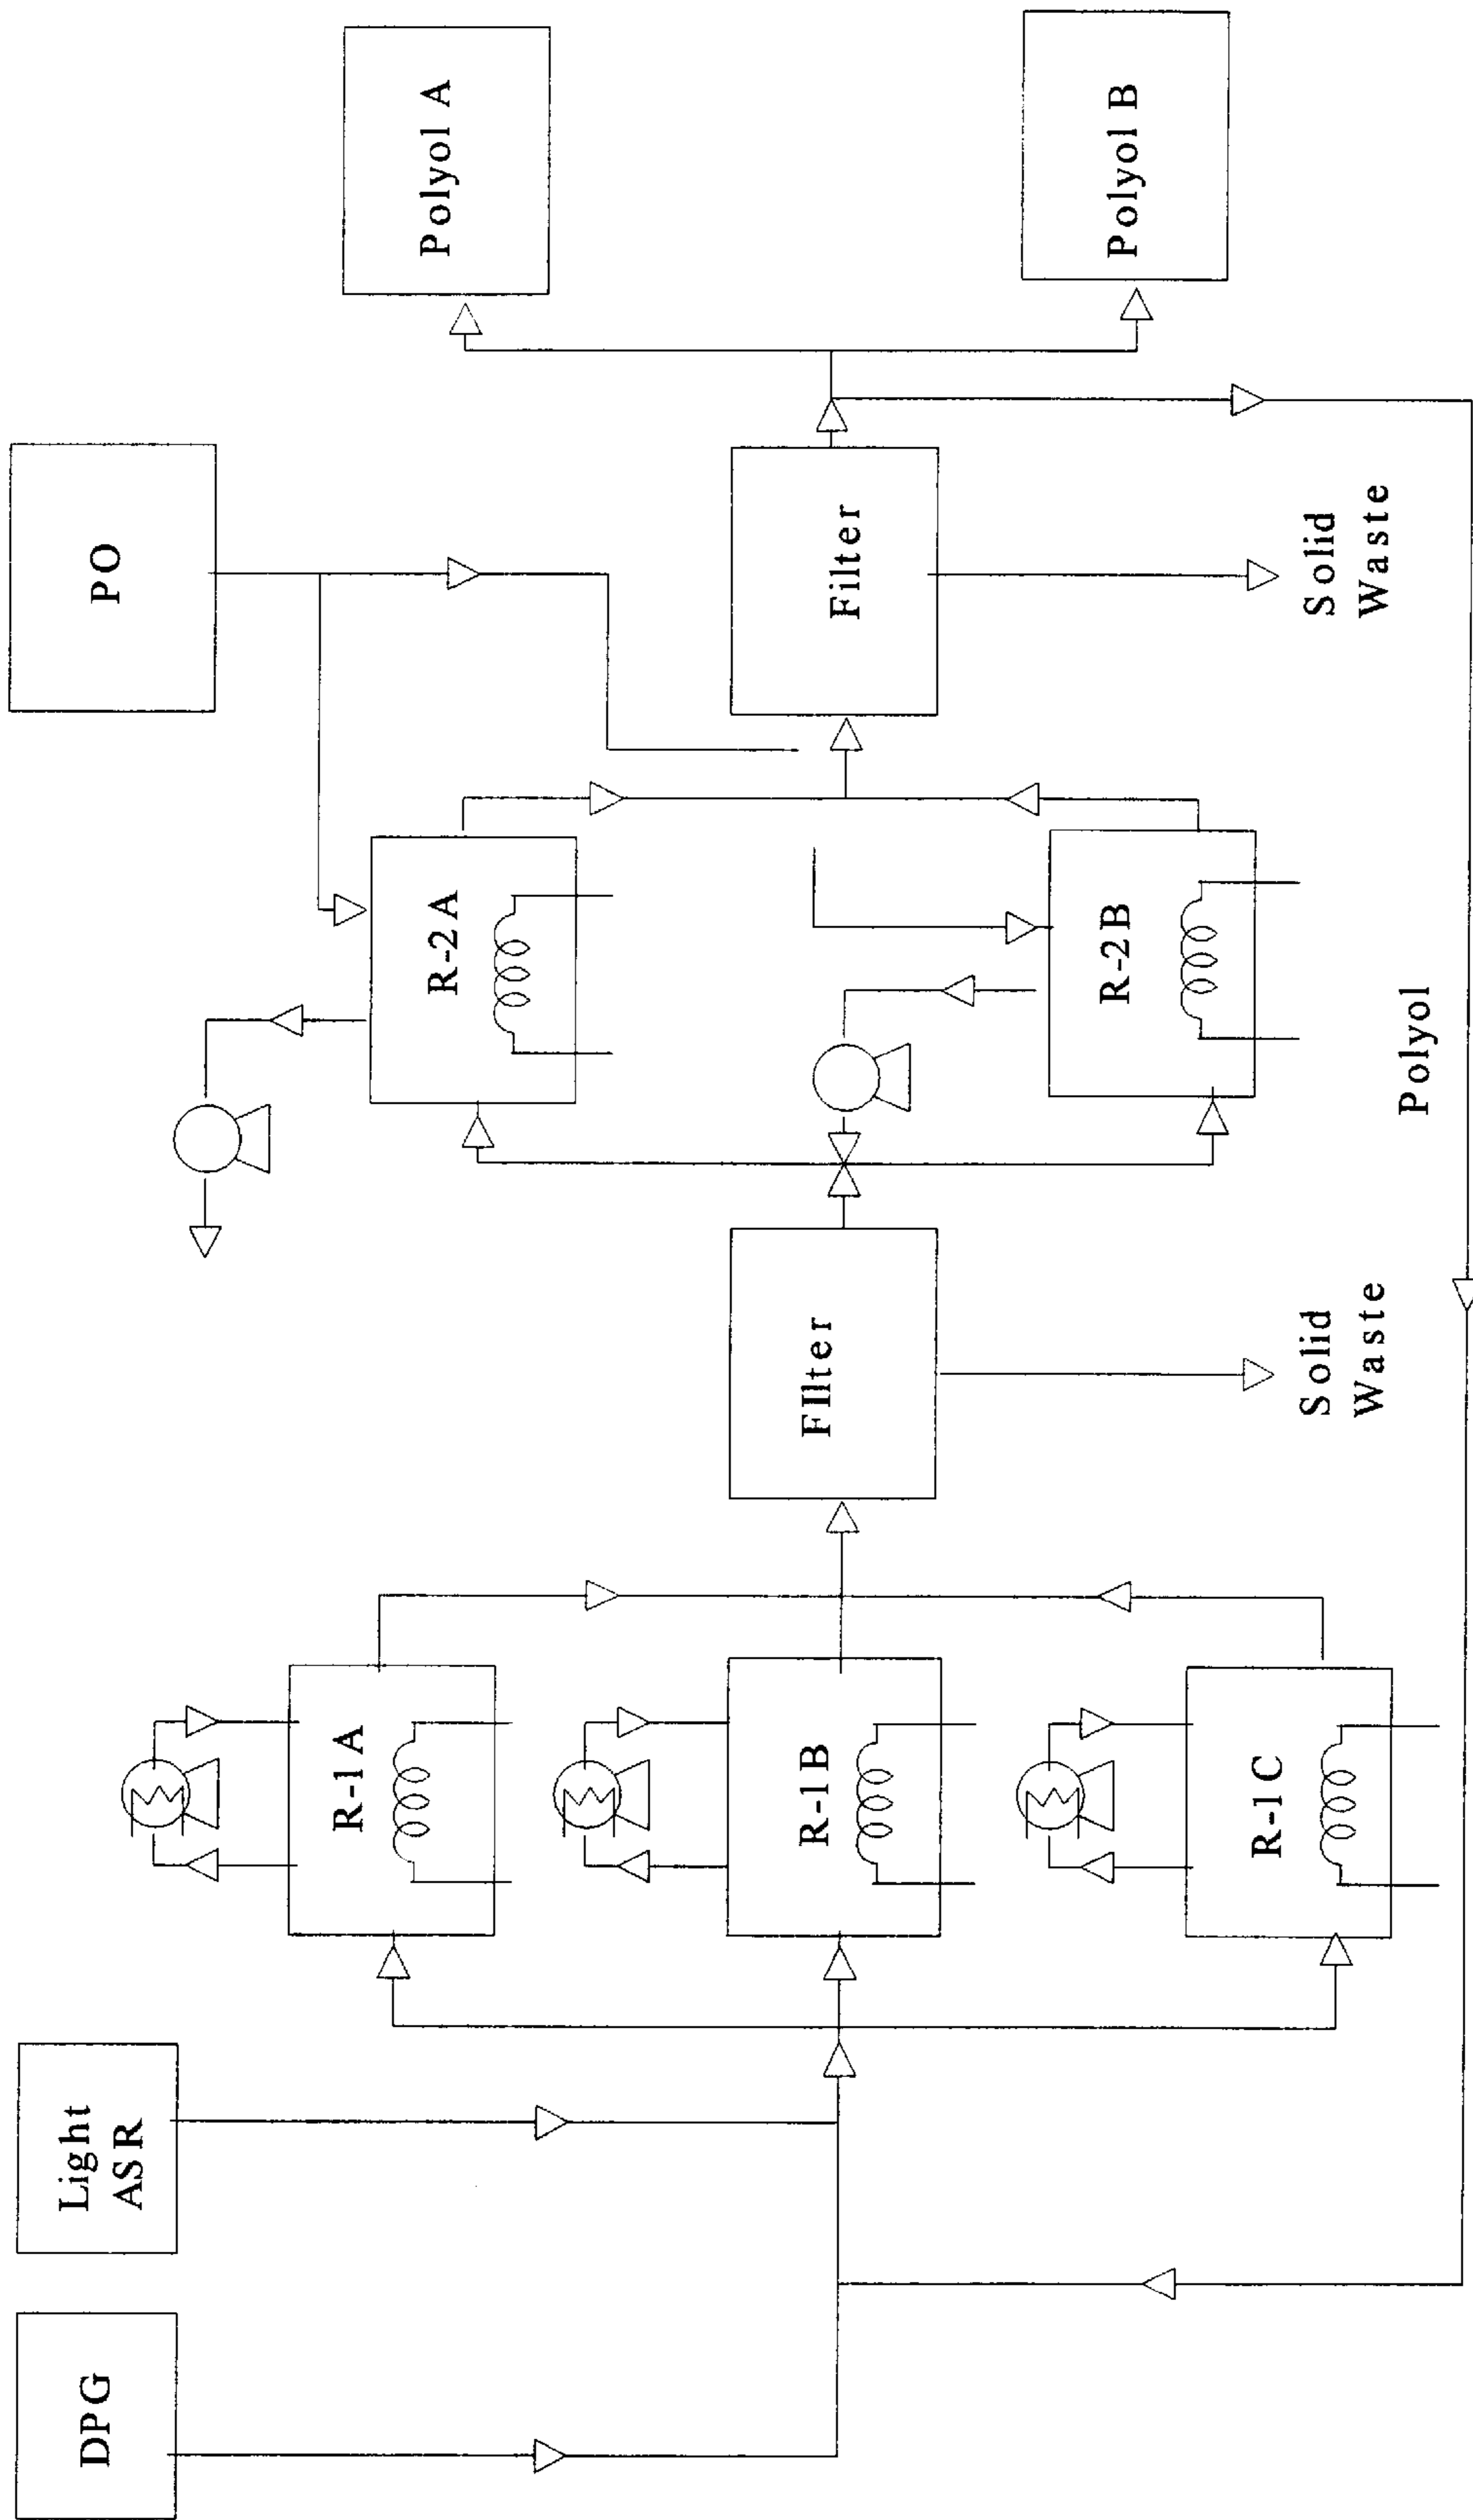 DPG
Light
ASR
R-1A
R-1B
R-1C
FIlter
Solid
Waste
R-2A
R-2B
PO
Filter
Solid
Waste
Polyol
Polyol A
Polyol B